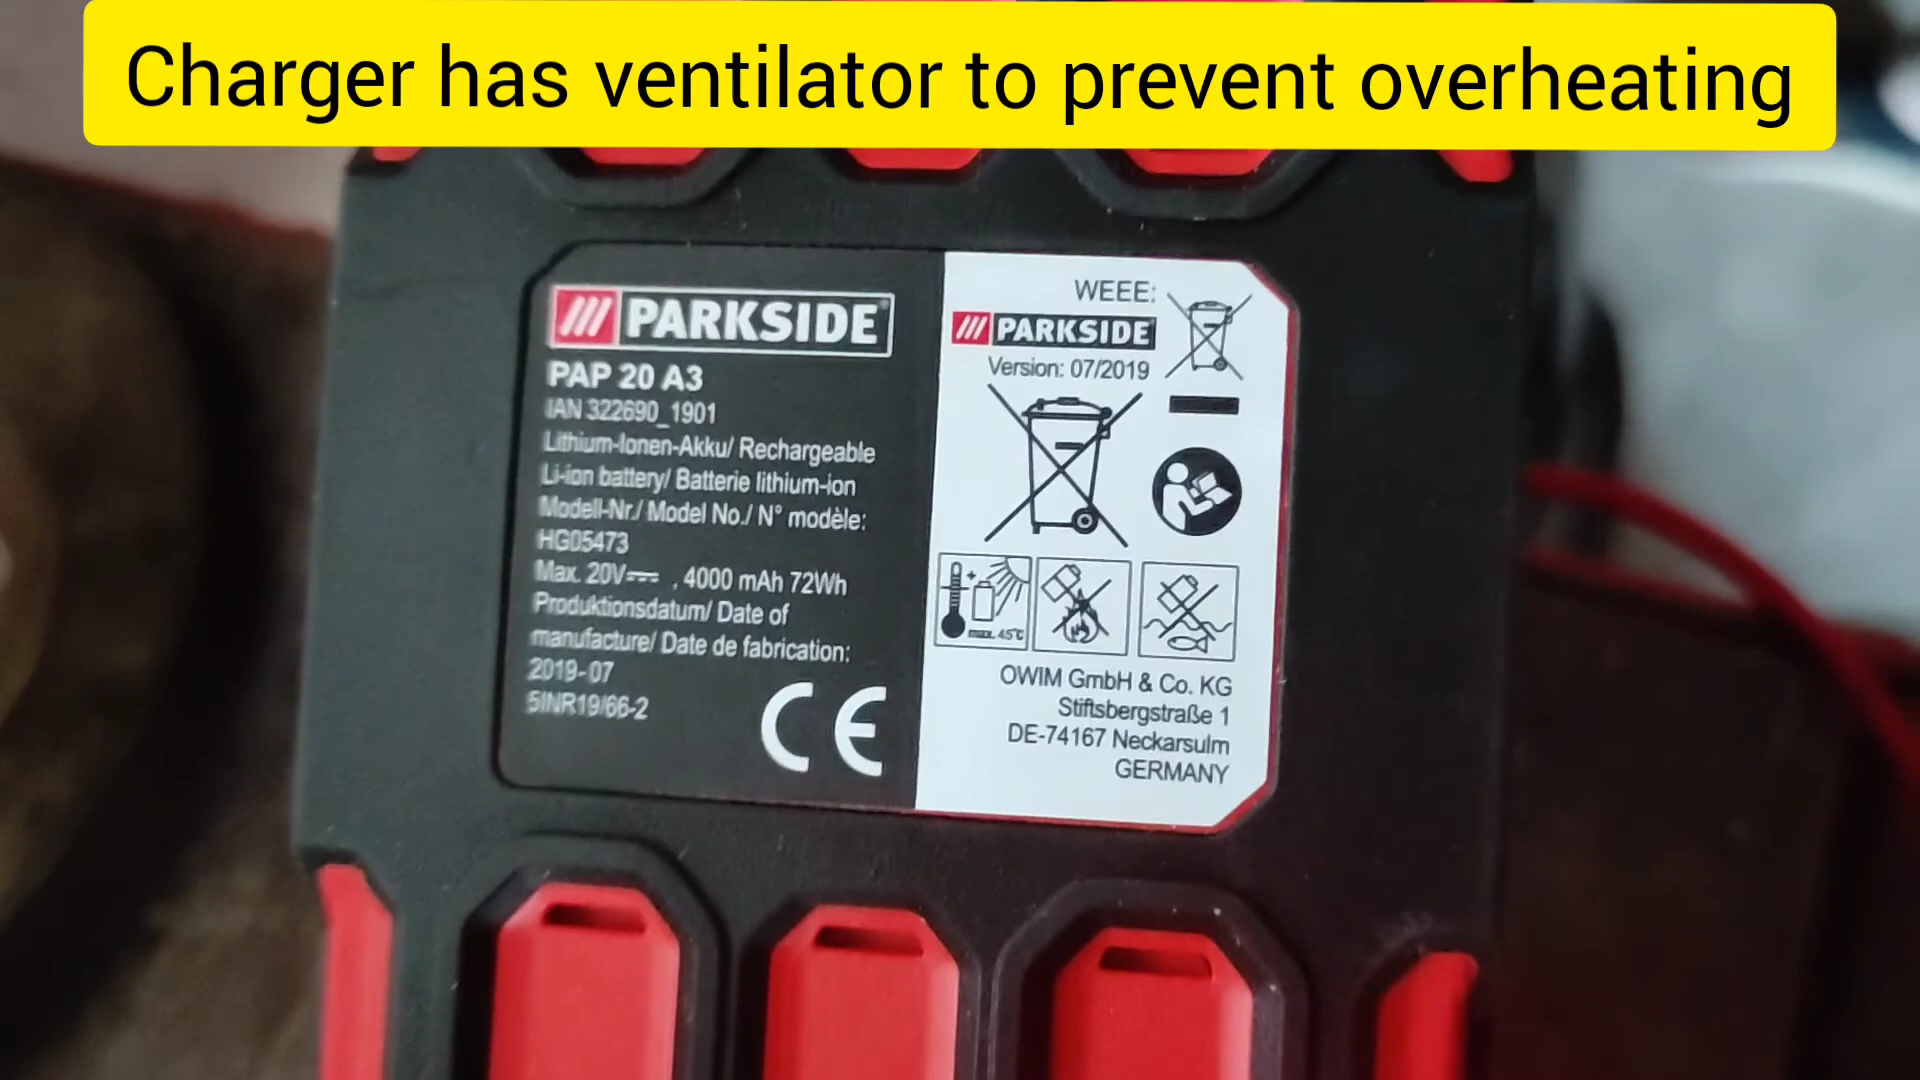 Charger has ventilator to prevent overheating
PARKSIDE
PAP 20 A3
IAN 322690_1901
Lithium-Ionen-Akku/ Rechargeable
Li-ion battery/ Batterie lithium-ion
Modell-Nr./ Model No./ N° modèle:
HG05473
Max. 20V⎓, 4000 mAh 72Wh
Produktionsdatum/ Date of
manufacture/ Date de fabrication:
2019-07
5INR19/66-2
CE
WEEE:
PARKSIDE
Version: 07/2019
45°C
OWIM GmbH & Co. KG
Stiftsbergstraße 1
DE-74167 Neckarsulm
GERMANY